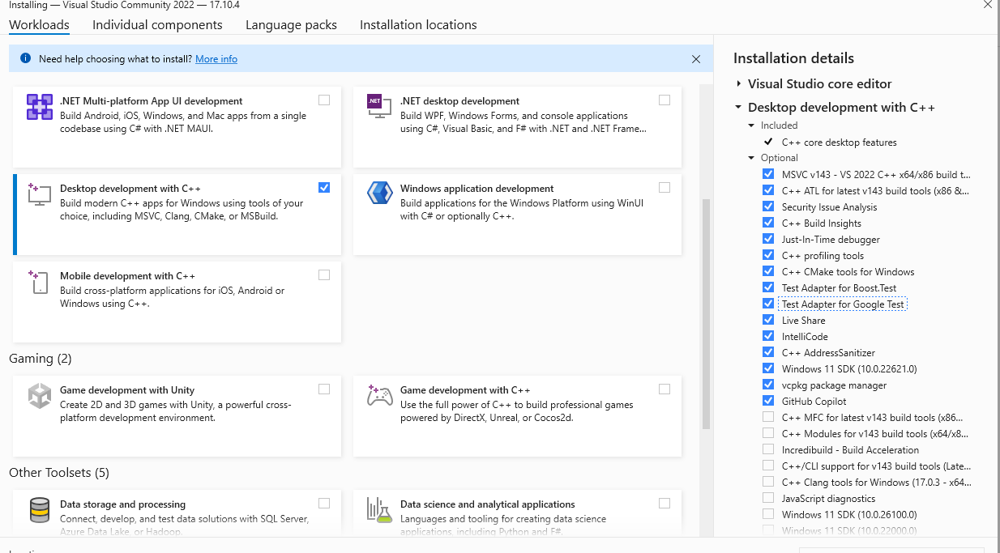 Installing — Visual Studio Community 2022 — 17.10.4
Workloads
Individual components
Language packs
Installation locations
Need help choosing what to install? More info
.NET Multi-platform App UI development
Build Android, iOS, Windows, and Mac apps from a single
codebase using C# with .NET MAUI.
.NET
.NET desktop development
Build WPF, Windows Forms, and console applications
using C#, Visual Basic, and F# with .NET and .NET Frame...
Desktop development with C++
Build modern C++ apps for Windows using tools of your
choice, including MSVC, Clang, CMake, or MSBuild.
Windows application development
Build applications for the Windows Platform using WinUI
with C# or optionally C++.
Mobile development with C++
Build cross-platform applications for iOS, Android or
Windows using C++.
Gaming (2)
Game development with Unity
Create 2D and 3D games with Unity, a powerful cross-
platform development environment.
Game development with C++
Use the full power of C++ to build professional games
powered by DirectX, Unreal, or Cocos2d.
Other Toolsets (5)
Data storage and processing
Connect, develop, and test data solutions with SQL Server,
Azure Data Lake, or Hadoop.
Data science and analytical applications
Languages and tooling for creating data science
applications, including Python and F#.
Installation details
Visual Studio core editor
Desktop development with C++
Included
C++ core desktop features
Optional
MSVC v143 - VS 2022 C++ x64/x86 build t...
C++ ATL for latest v143 build tools (x86 &...
Security Issue Analysis
C++ Build Insights
Just-In-Time debugger
C++ profiling tools
C++ CMake tools for Windows
Test Adapter for Boost.Test
Test Adapter for Google Test
Live Share
IntelliCode
C++ AddressSanitizer
Windows 11 SDK (10.0.22621.0)
vcpkg package manager
GitHub Copilot
C++ MFC for latest v143 build tools (x86...
C++ Modules for v143 build tools (x64/x8...
Incredibuild - Build Acceleration
C++/CLI support for v143 build tools (Late...
C++ Clang tools for Windows (17.0.3 - x64...
JavaScript diagnostics
Windows 11 SDK (10.0.26100.0)
Windows 11 SDK (10.0.22000.0)